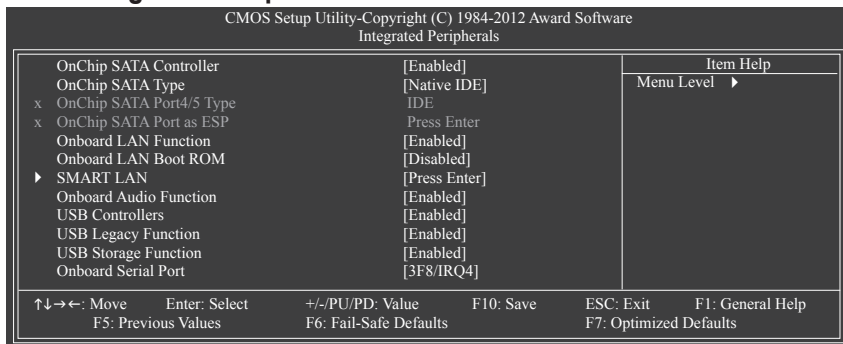 CMOS Setup Utility-Copyright (C) 1984-2012 Award Software
Integrated Peripherals
OnChip SATA Controller [Enabled]
OnChip SATA Type [Native IDE]
x OnChip SATA Port4/5 Type IDE
x OnChip SATA Port as ESP Press Enter
Onboard LAN Function [Enabled]
Onboard LAN Boot ROM [Disabled]
SMART LAN [Press Enter]
Onboard Audio Function [Enabled]
USB Controllers [Enabled]
USB Legacy Function [Enabled]
USB Storage Function [Enabled]
Onboard Serial Port [3F8/IRQ4]
Item Help
Menu Level
↑↓→←: Move Enter: Select +/-/PU/PD: Value F10: Save ESC: Exit F1: General Help
F5: Previous Values F6: Fail-Safe Defaults F7: Optimized Defaults